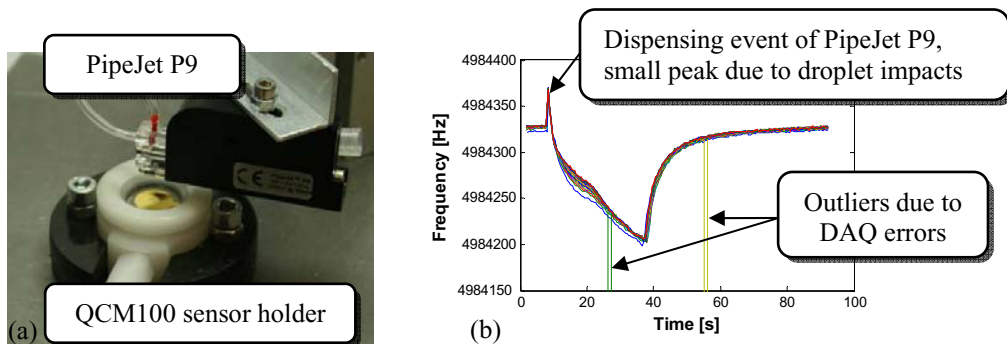 PipeJet P9
QCM100 sensor holder
(a)
Dispensing event of PipeJet P9,
small peak due to droplet impacts
4984400
4984350
4984300
4984250
4984200
4984150
Frequency [Hz]
Outliers due to
DAQ errors
0
20
40
60
80
100
Time [s]
(b)